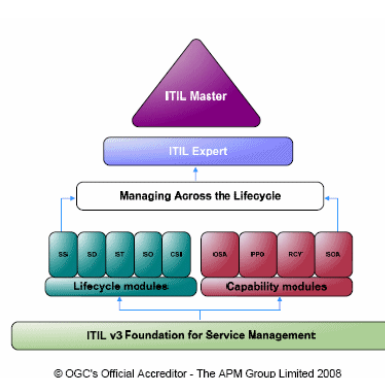 ITIL Master
ITIL Expert
Managing Across the Lifecycle
SS SD ST ISO CSI OSA PPO RCV SOA
Lifecycle modules Capability modules
ITIL v3 Foundation for Service Management
© OGC's Official Accreditor - The APM Group Limited 2008